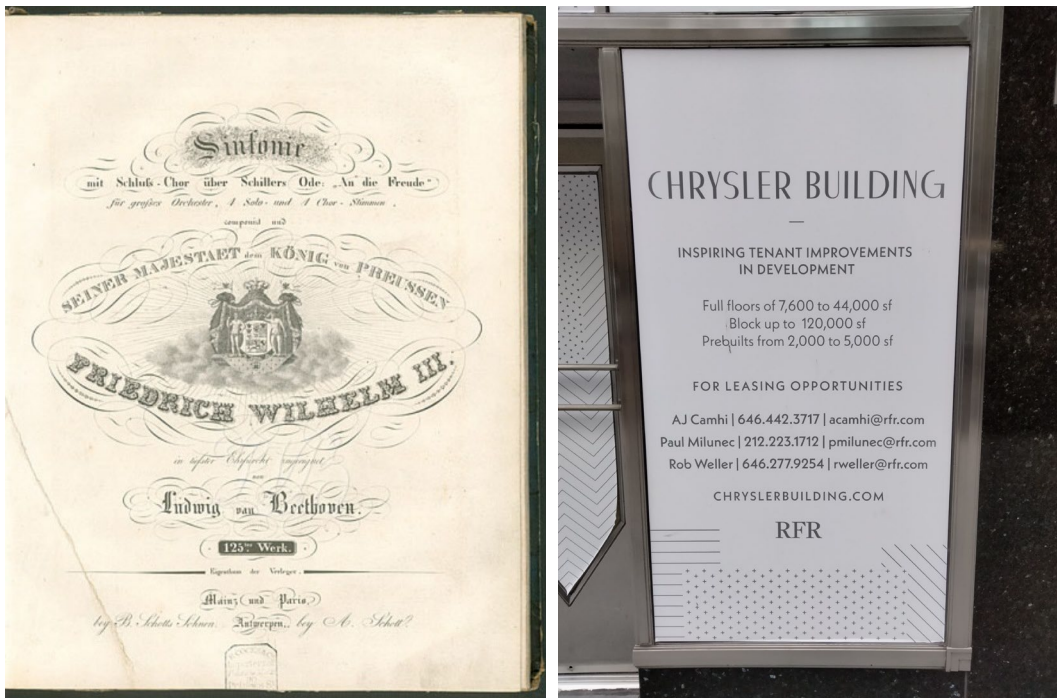 Sinfonie
mit Schluſs-Chor über Schillers Ode: „An die Freude“
für großes Orchester, 4 Solo- und 4 Chor-Stimmen,
componirt und
SEINER MAJESTAET dem KÖNIG von PREUSSEN
FRIEDRICH WILHELM III.
in tiefster Ehrfurcht zugeeignet
von
Ludwig van Beethoven.
125tes Werk.
Eigenthum der Verleger.
Mainz und Paris,
bey B. Schotts Söhnen. Antwerpen, bey A. Schott.
CHRYSLER BUILDING
—
INSPIRING TENANT IMPROVEMENTS
IN DEVELOPMENT
Full floors of 7,600 to 44,000 sf
Block up to 120,000 sf
Prebuilts from 2,000 to 5,000 sf
FOR LEASING OPPORTUNITIES
AJ Camhi | 646.442.3717 | acamhi@rfr.com
Paul Milunec | 212.223.1712 | pmilunec@rfr.com
Rob Weller | 646.277.9254 | rweller@rfr.com
CHRYSLERBUILDING.COM
RFR